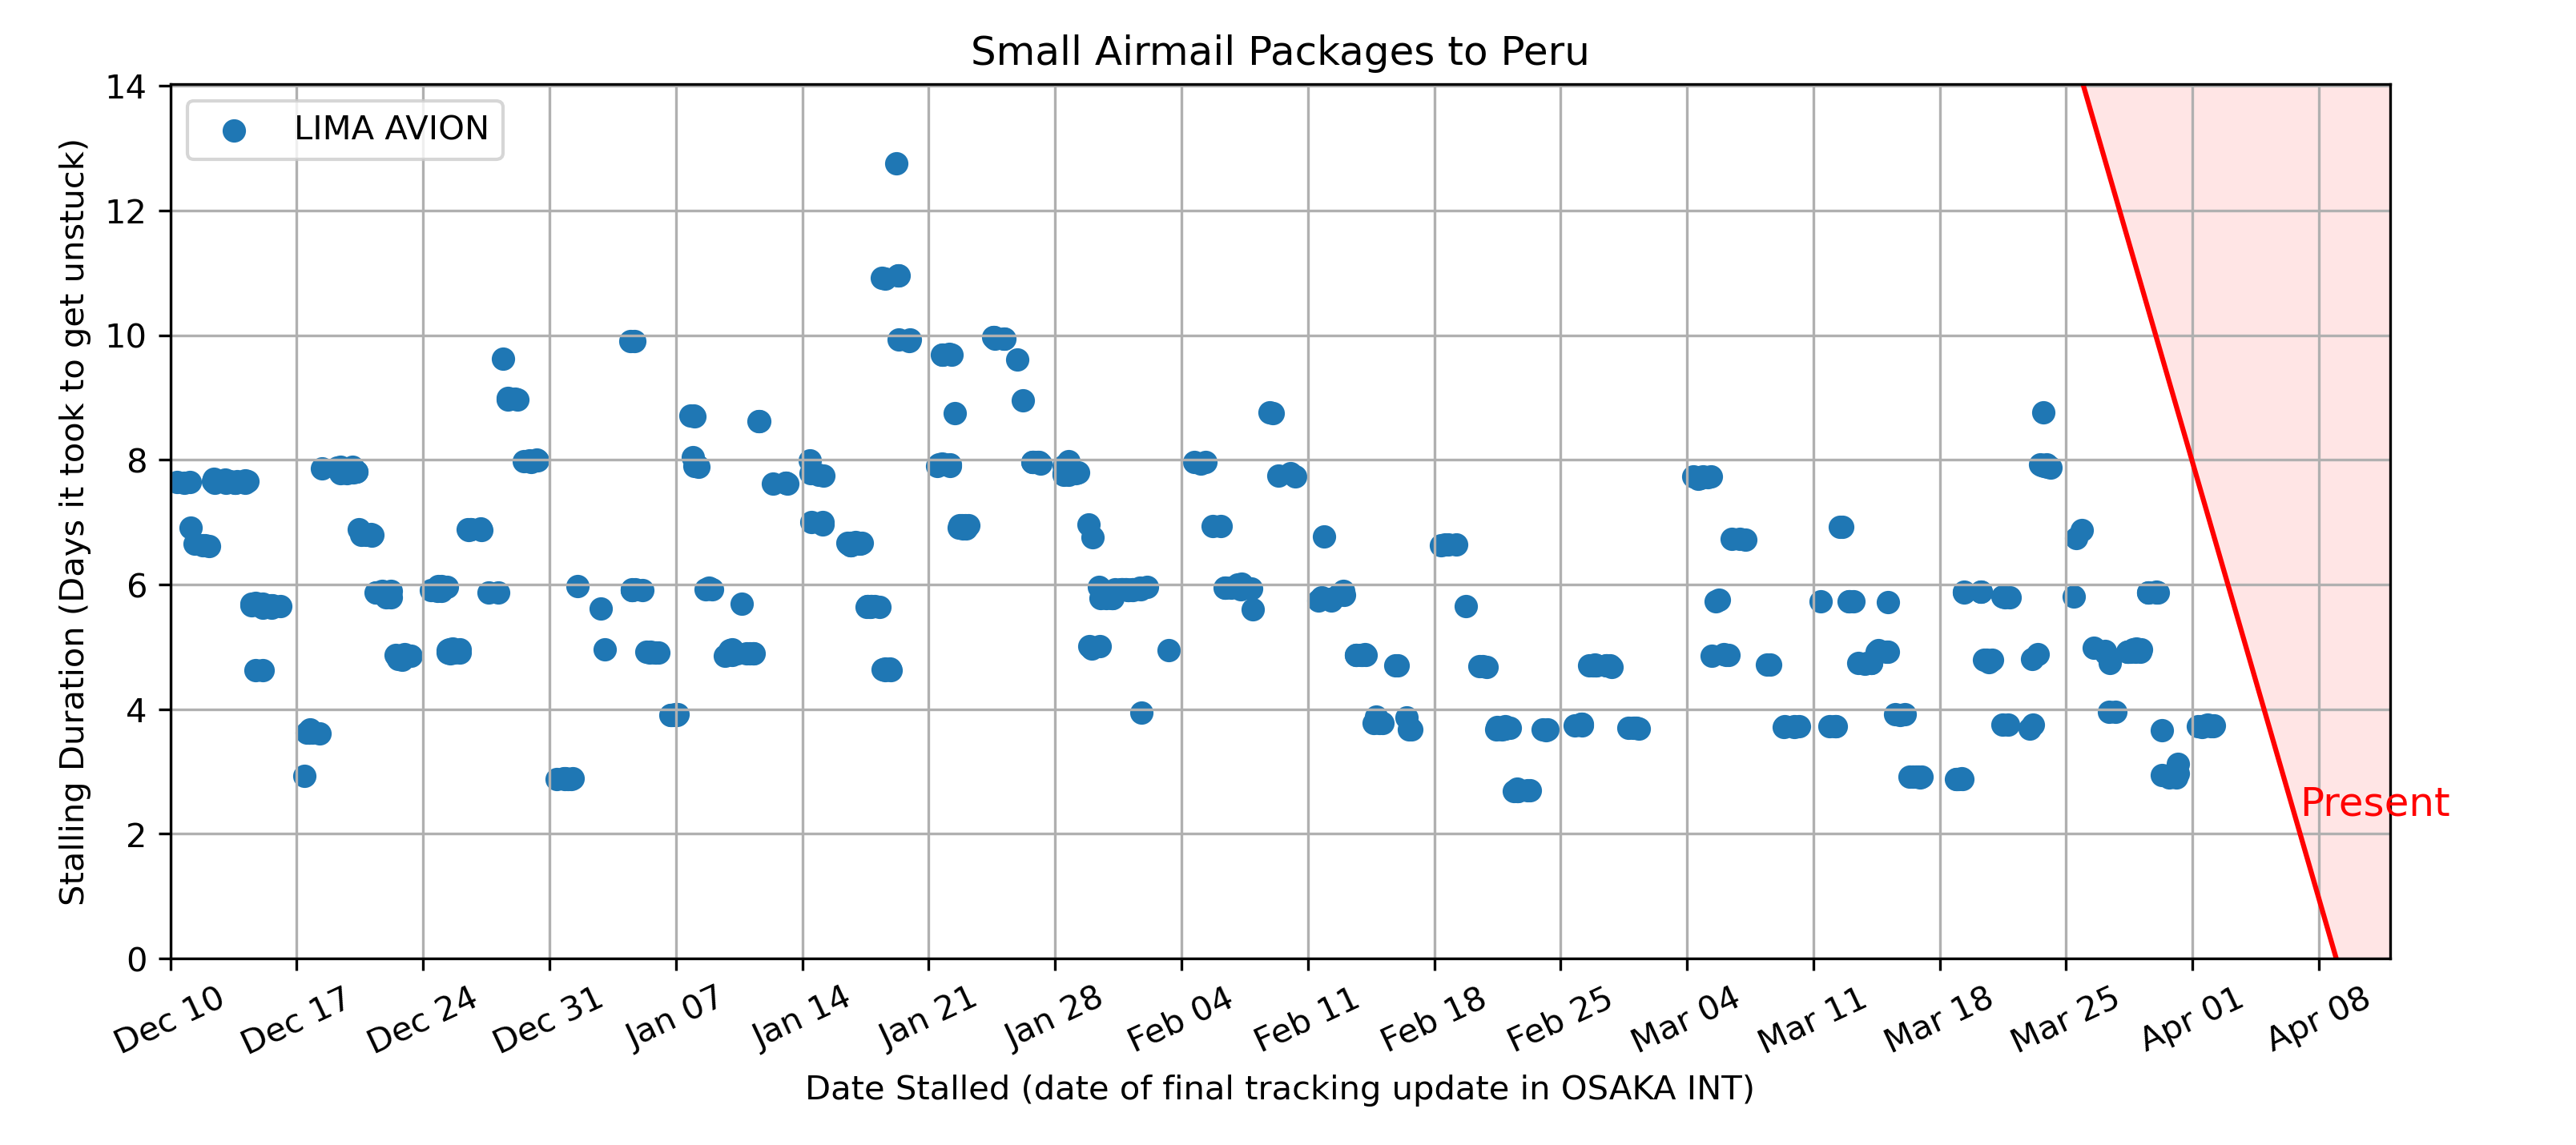 Small Airmail Packages to Peru
LIMA AVION
Stalling Duration (Days it took to get unstuck)
14
12
10
8
6
4
2
0
Present
Dec 10
Dec 17
Dec 24
Dec 31
Jan 07
Jan 14
Jan 21
Jan 28
Feb 04
Feb 11
Feb 18
Feb 25
Mar 04
Mar 11
Mar 18
Mar 25
Apr 01
Apr 08
Date Stalled (date of final tracking update in OSAKA INT)